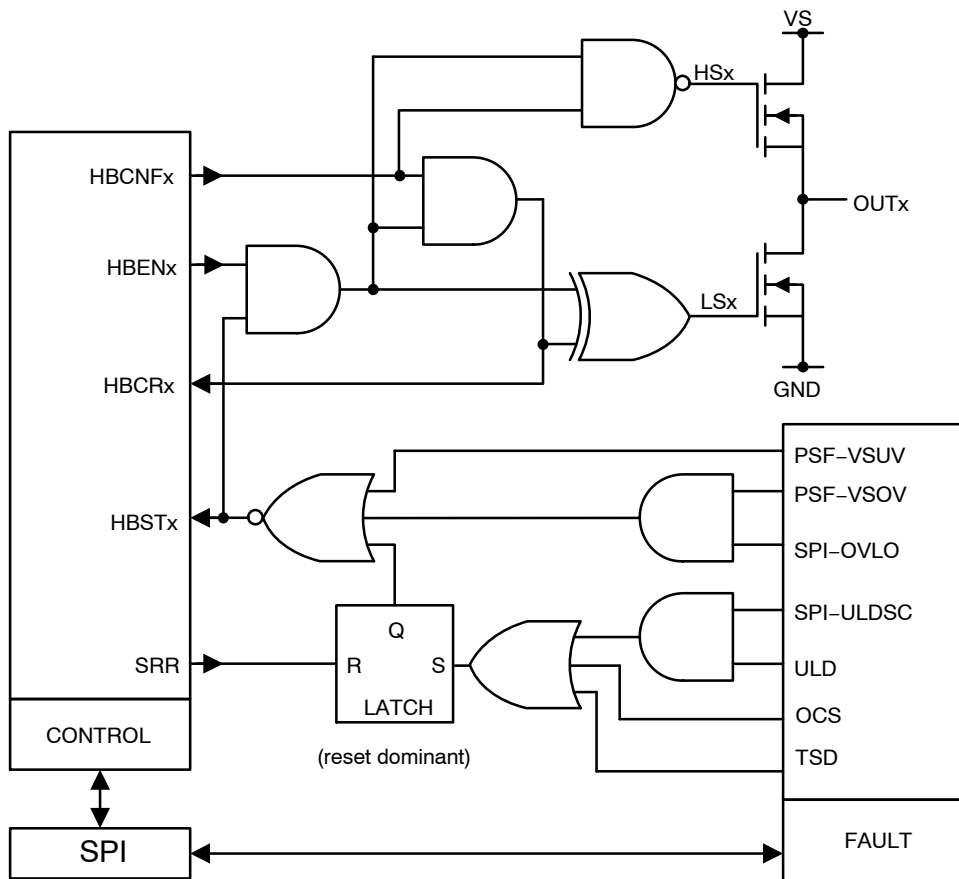 VS
HSx
HBCNFx
OUTx
HBENx
LSx
HBCRx
GND
PSF−VSUV
PSF−VSOV
HBSTx
SPI−OVLO
SPI−ULDSC
Q
SRR
R
S
ULD
LATCH
OCS
CONTROL
(reset dominant)
TSD
SPI
FAULT